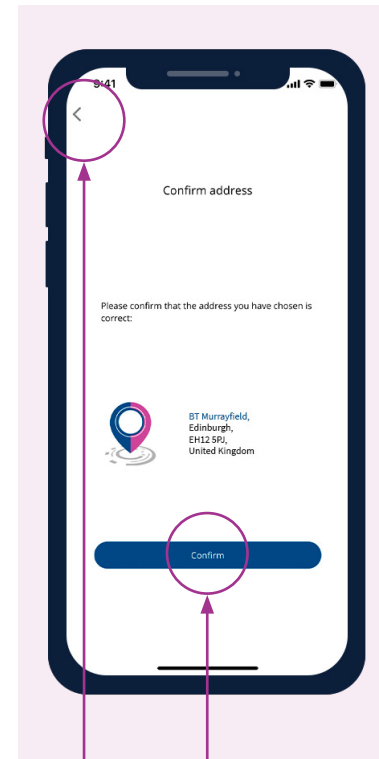 9:41
Confirm address
Please confirm that the address you have chosen is
correct:
BT Murrayfield,
Edinburgh,
EH12 5PJ,
United Kingdom
Confirm